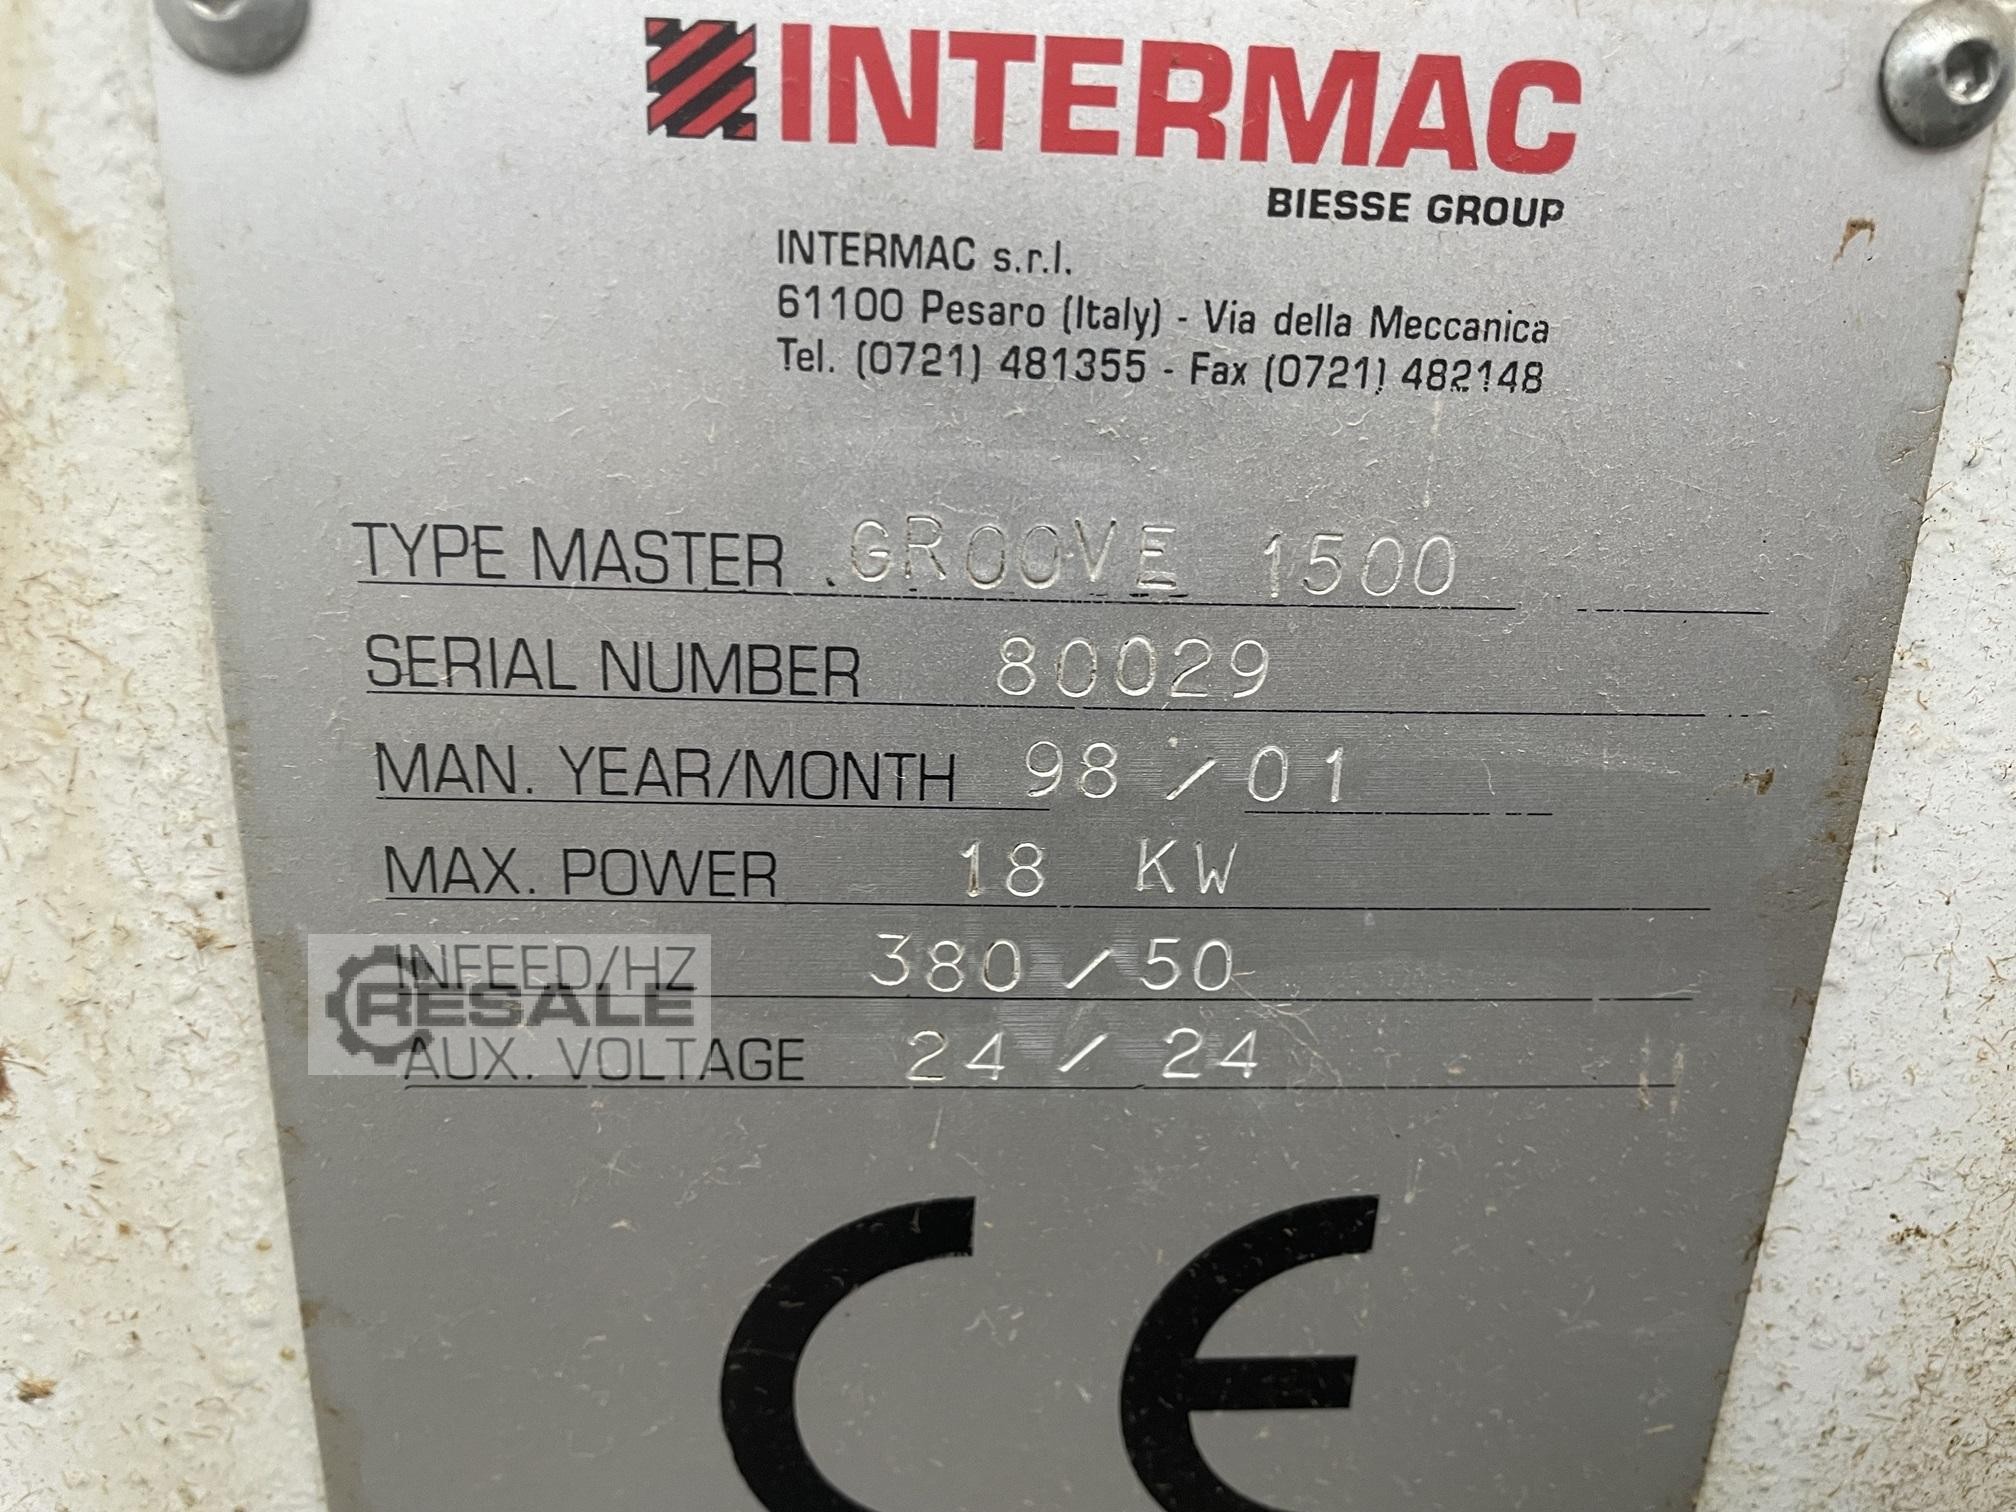 INTERMAC
BIESSE GROUP
INTERMAC s.r.l.
61100 Pesaro (Italy) - Via della Meccanica
Tel. (0721) 481355 - Fax (0721) 482148
TYPE MASTER . GROOVE 1500
SERIAL NUMBER 80029
MAN. YEAR/MONTH 98 / 01
MAX. POWER 18 KW
INFEED/HZ 380 / 50
RESALE
AUX. VOLTAGE 24 / 24
CE